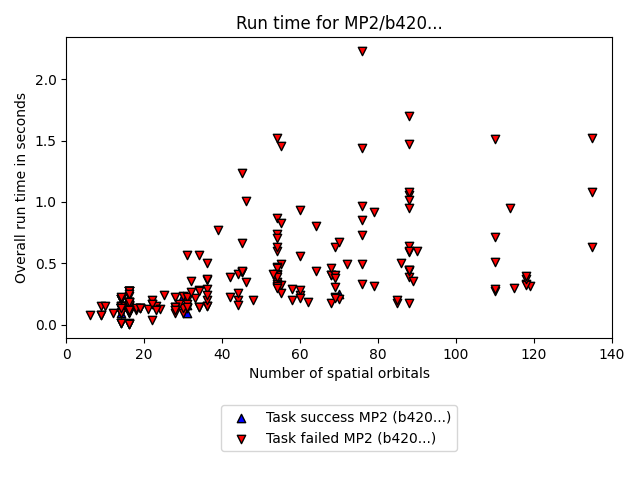 Run time for MP2/b420...
Overall run time in seconds
2.0
1.5
1.0
0.5
0.0
0 20 40 60 80 100 120 140
Number of spatial orbitals
Task success MP2 (b420...)
Task failed MP2 (b420...)